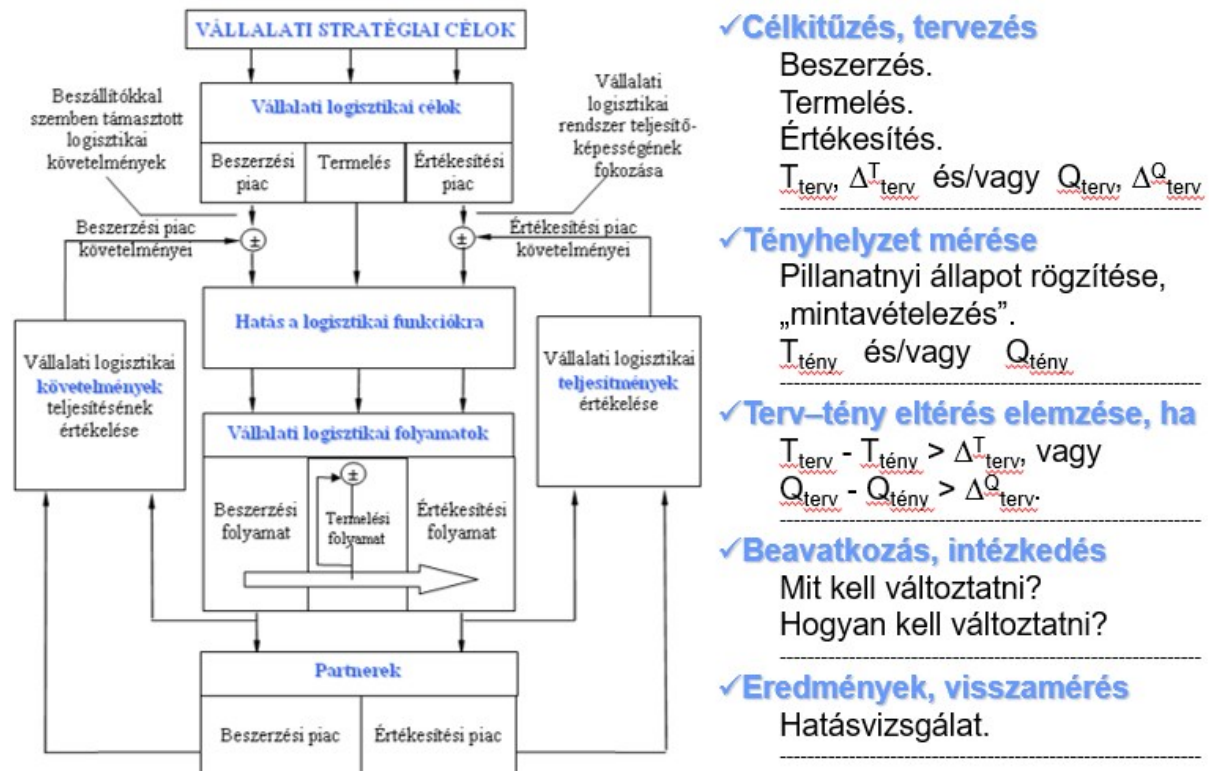 VÁLLALATI STRATÉGIAI CÉLOK
Vállalati logisztikai célok
Beszerzési
piac
Termelés
Értékesítési
piac
Beszállítókkal
szemben támasztott
logisztikai
követelmények
Vállalati
logisztikai
rendszer teljesítő-
képességének
fokozása
Beszerzési piac
követelményei
±
±
Értékesítési piac
követelményei
Hatás a logisztikai funkciókra
Vállalati logisztikai
követelmények
teljesítésének
értékelése
Vállalati logisztikai
teljesítmények
értékelése
Vállalati logisztikai folyamatok
Beszerzési
folyamat
±
Termelési
folyamat
Értékesítési
folyamat
Partnerek
Beszerzési piac
Értékesítési piac
✓Célkitűzés, tervezés
Beszerzés.
Termelés.
Értékesítés.
Tterv, ΔTterv és/vagy Qterv, ΔQterv
✓Tényhelyzet mérése
Pillanatnyi állapot rögzítése,
„mintavételezés”.
Ttény és/vagy Qtény
✓Terv–tény eltérés elemzése, ha
Tterv - Ttény > ΔTterv, vagy
Qterv - Qtény > ΔQterv.
✓Beavatkozás, intézkedés
Mit kell változtatni?
Hogyan kell változtatni?
✓Eredmények, visszamérés
Hatásvizsgálat.